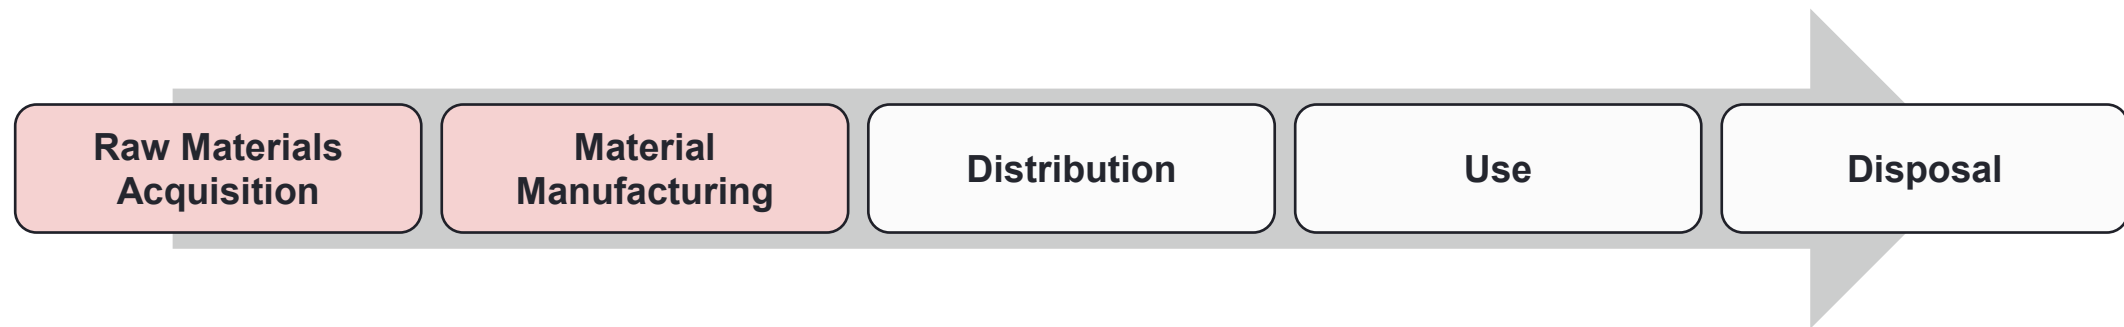 Raw Materials
Acquisition
Material
Manufacturing
Distribution
Use
Disposal